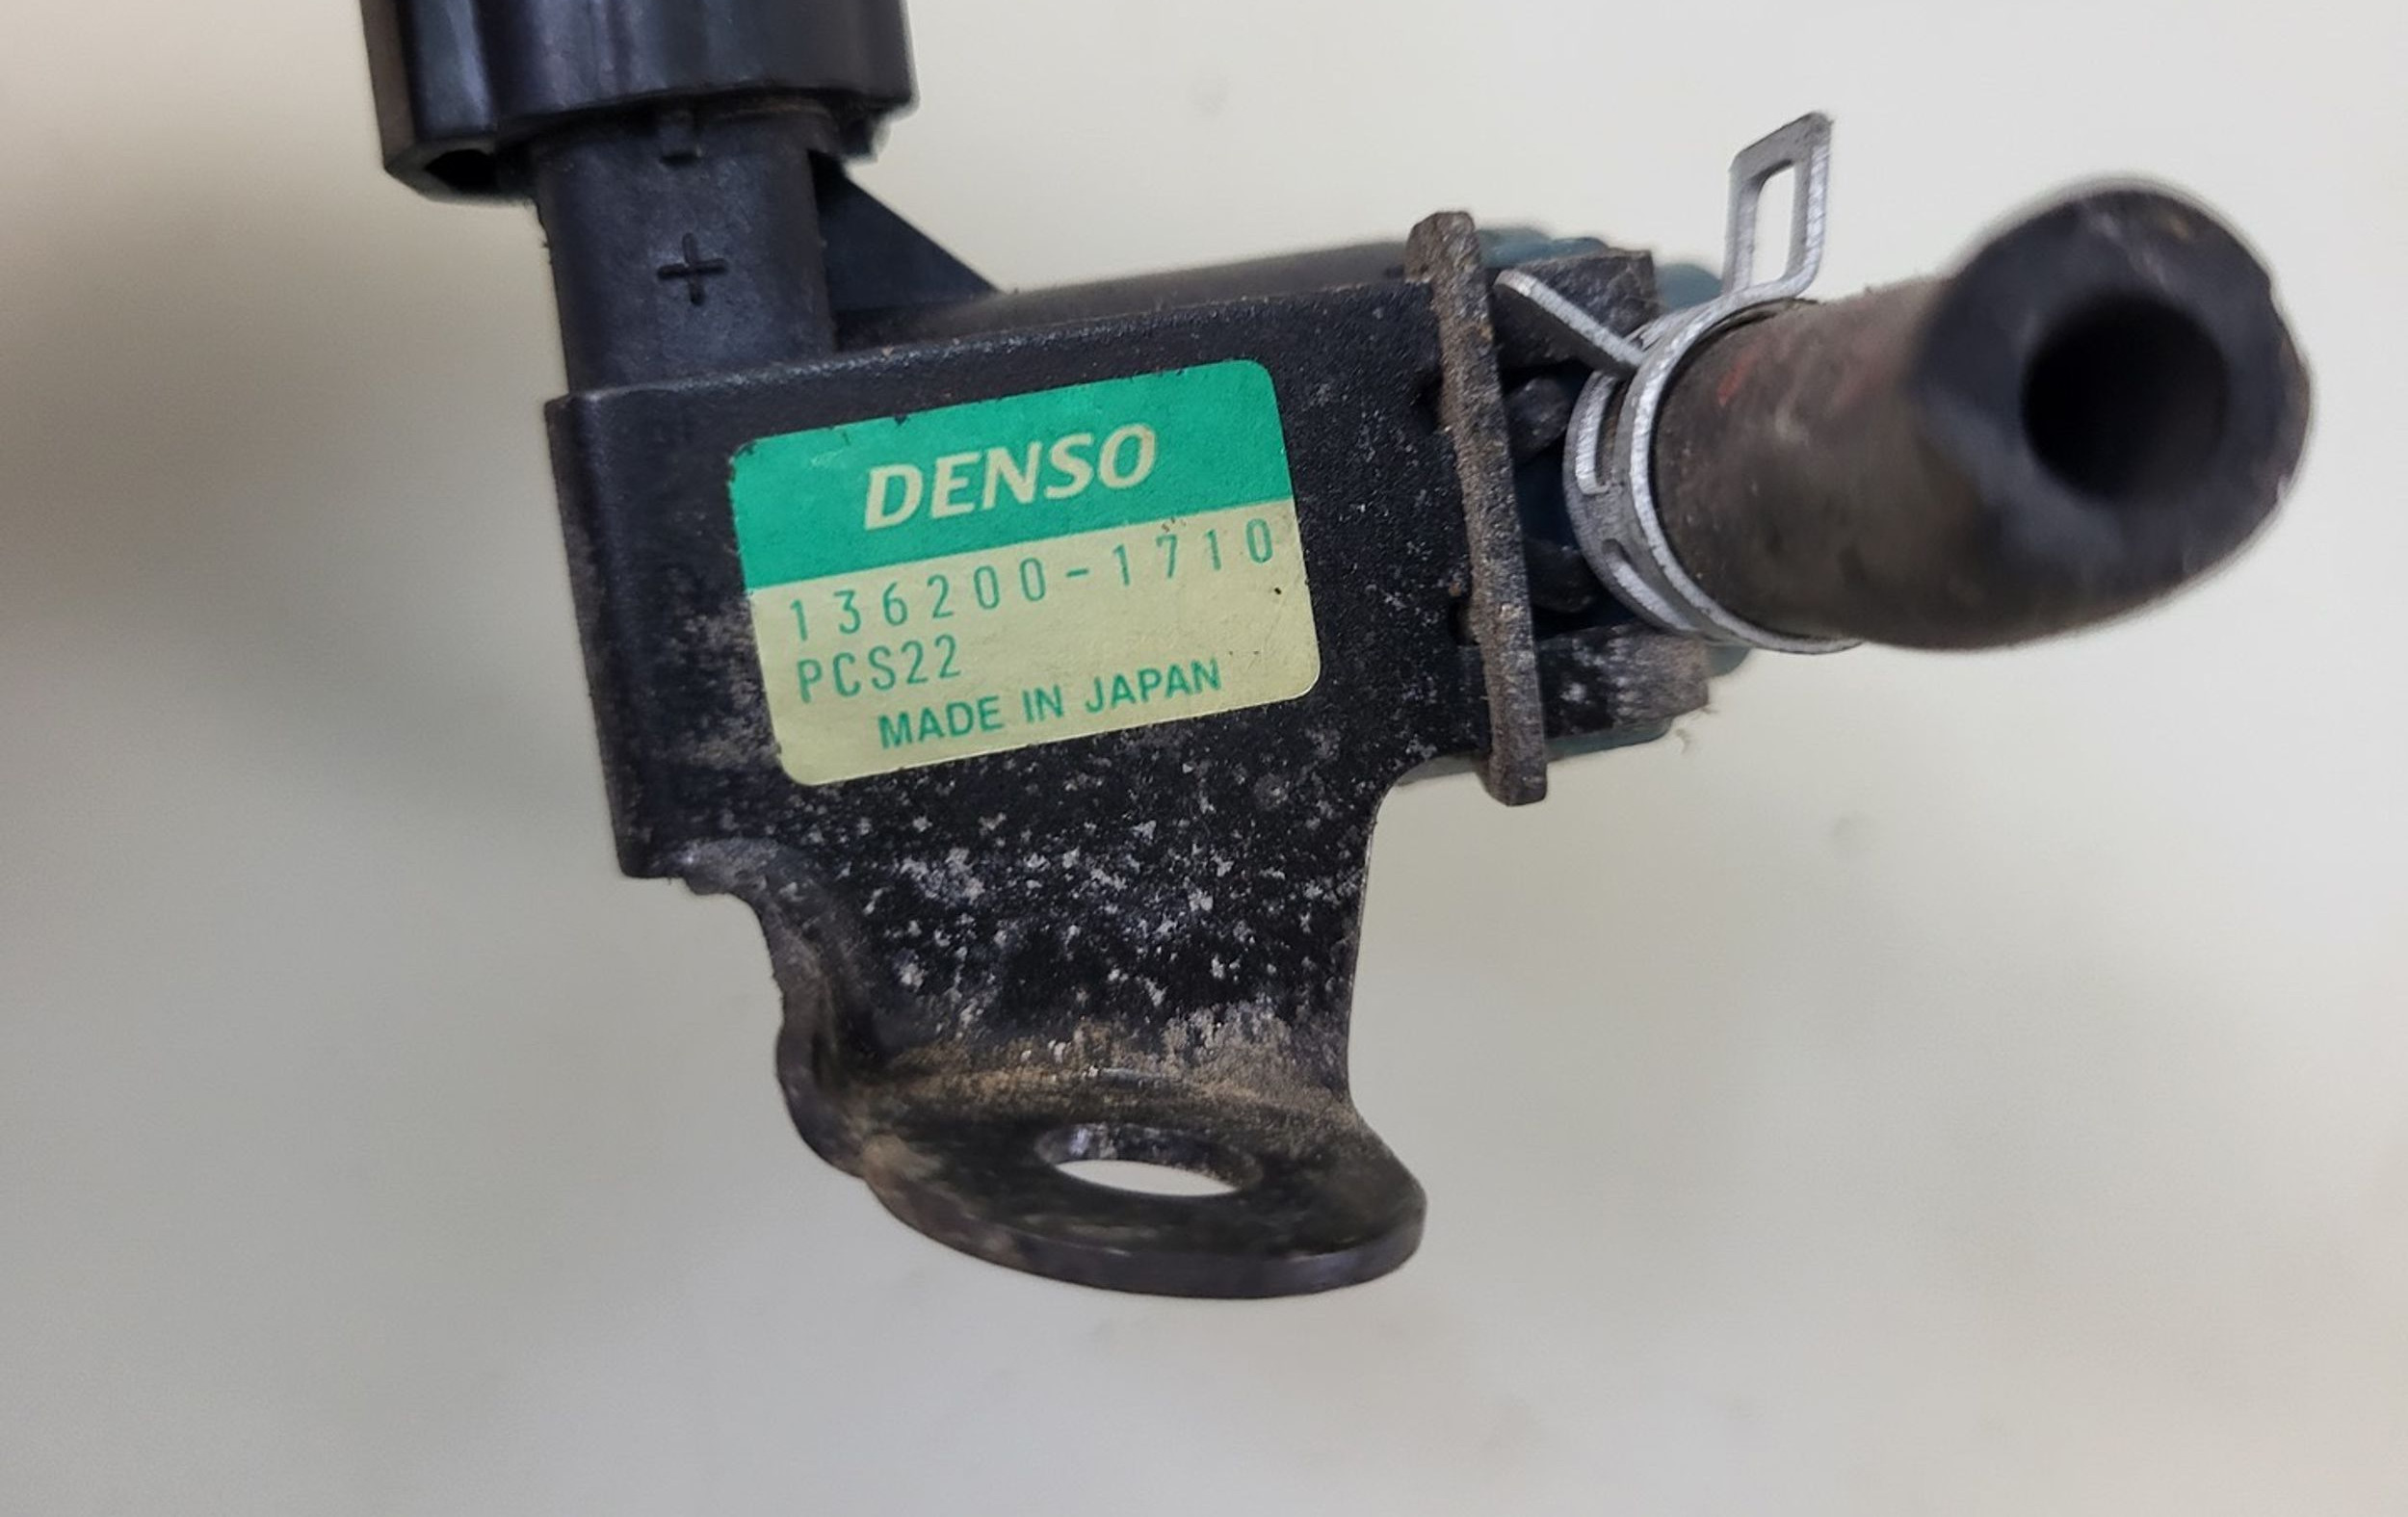 DENSO
136200-1710
PCS22
MADE IN JAPAN